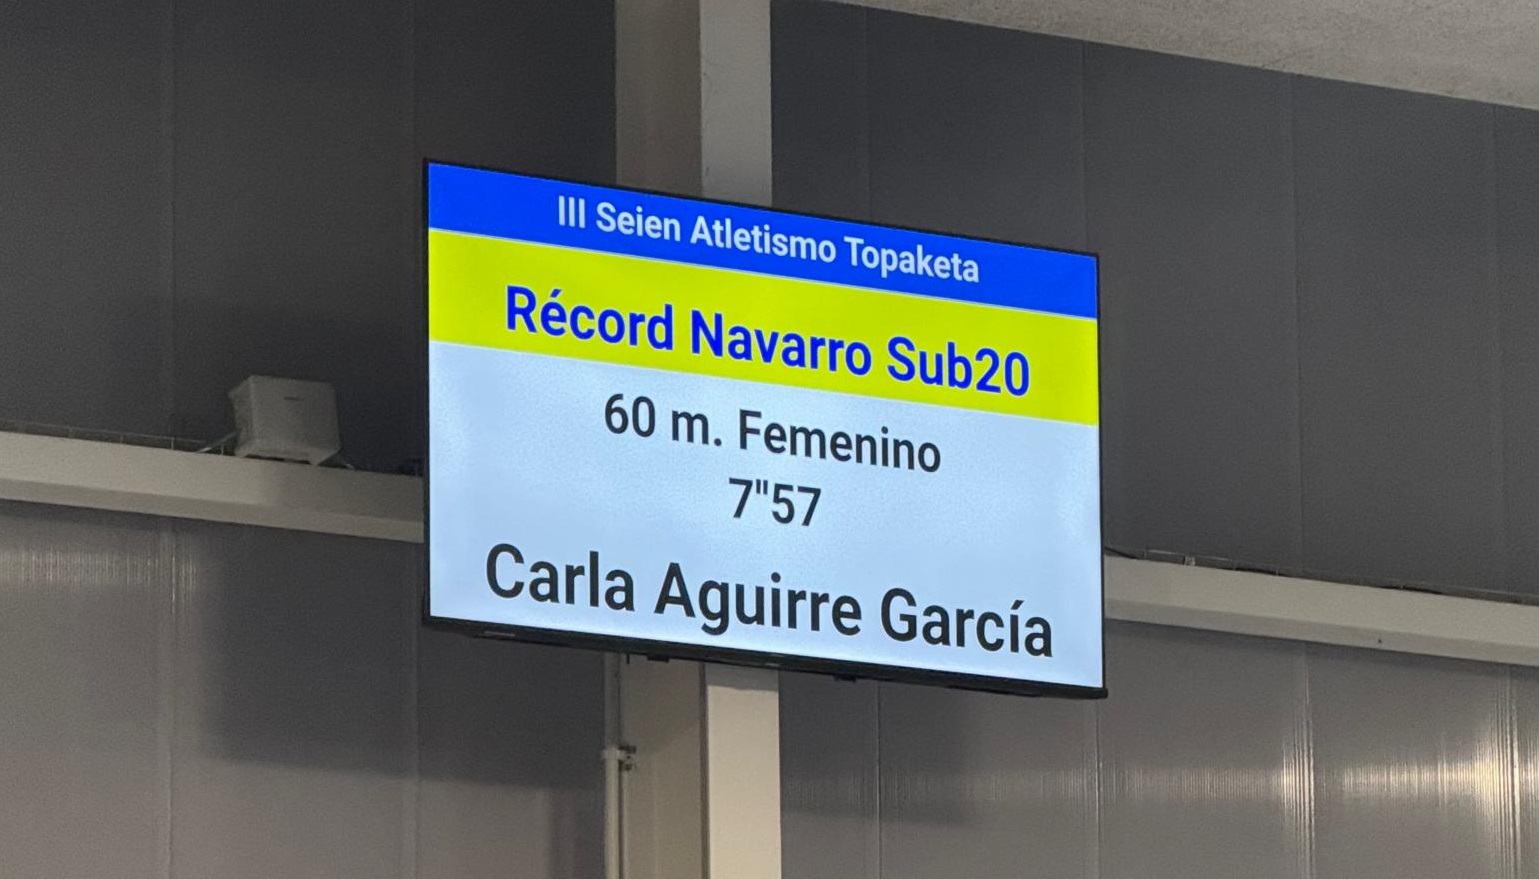 III Seien Atletismo Topaketa
Récord Navarro Sub20
60 m. Femenino
7"57
Carla Aguirre García